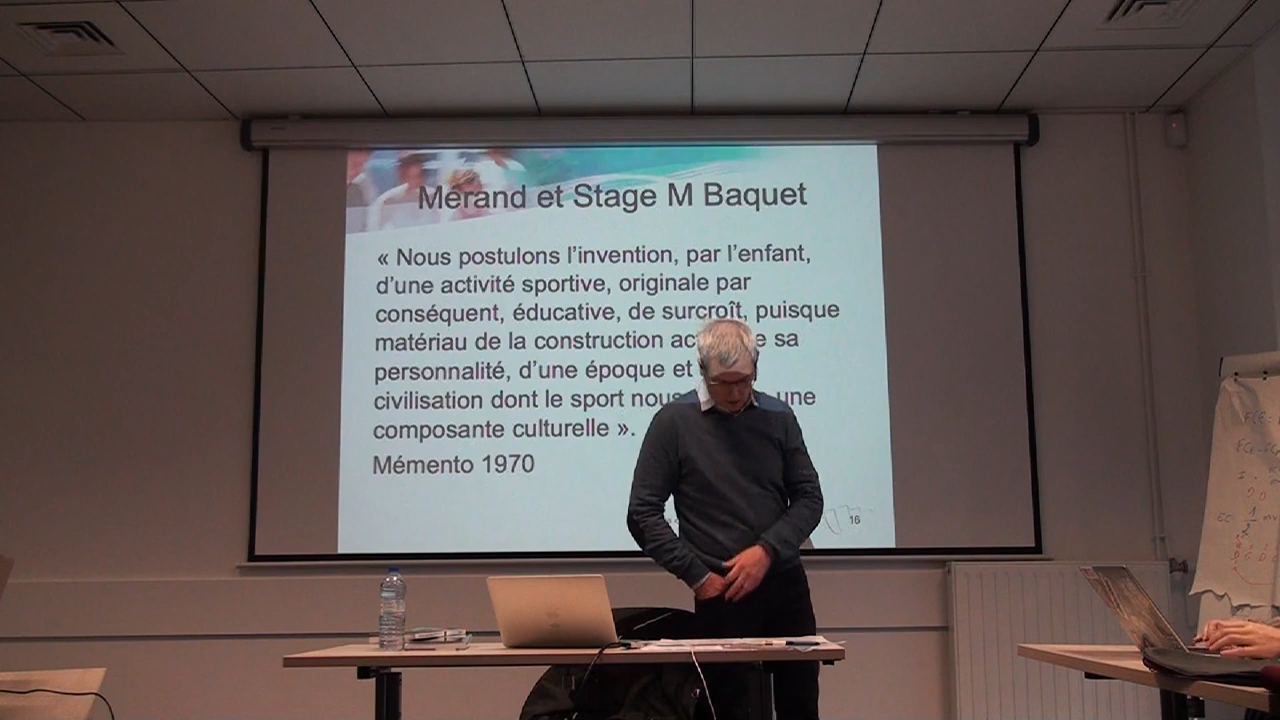 Mérand et Stage M Baquet
« Nous postulons l’invention, par l’enfant,
d’une activité sportive, originale par
conséquent, éducative, de surcroît, puisque
matériau de la construction sa
personnalité, d’une époque et
civilisation dont le sport nous une
composante culturelle ».
Mémento 1970
16